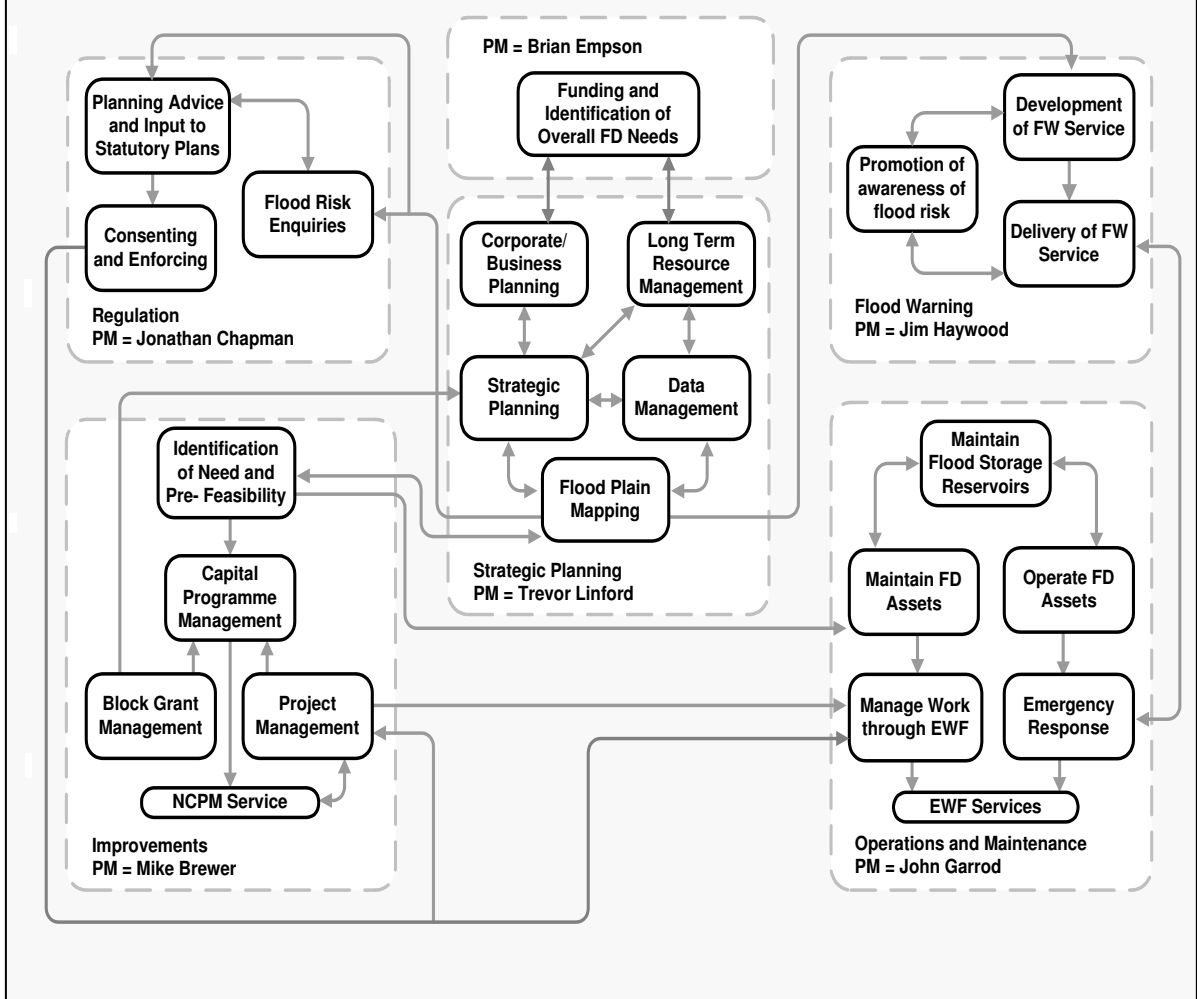 PM = Brian Empson
Funding and
Identification of
Overall FD Needs
Planning Advice
and Input to
Statutory Plans
Flood Risk
Enquiries
Consenting
and Enforcing
Regulation
PM = Jonathan Chapman
Corporate/
Business
Planning
Long Term
Resource
Management
Strategic
Planning
Data
Management
Flood Plain
Mapping
Strategic Planning
PM = Trevor Linford
Development
of FW Service
Promotion of
awareness of
flood risk
Delivery of FW
Service
Flood Warning
PM = Jim Haywood
Identification
of Need and
Pre- Feasibility
Capital
Programme
Management
Block Grant
Management
Project
Management
NCPM Service
Improvements
PM = Mike Brewer
Maintain
Flood Storage
Reservoirs
Maintain FD
Assets
Operate FD
Assets
Manage Work
through EWF
Emergency
Response
EWF Services
Operations and Maintenance
PM = John Garrod